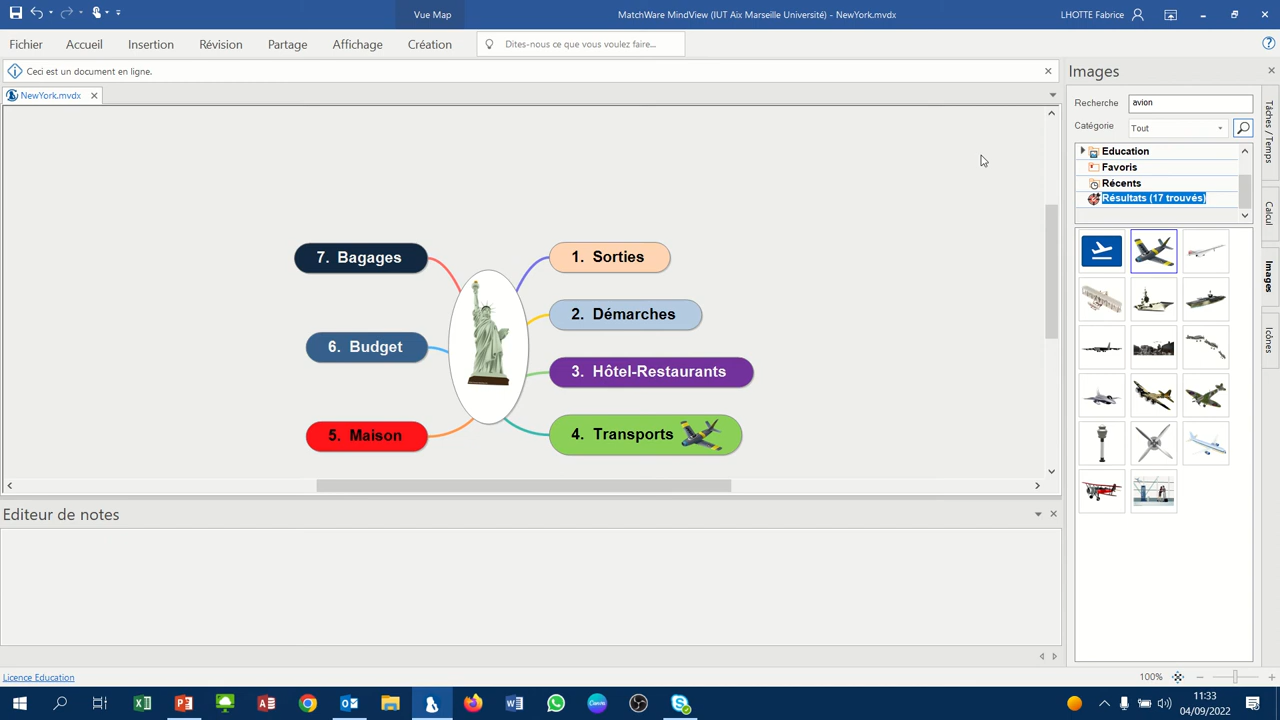 Vue Map
MatchWare MindView (IUT Aix Marseille Université) - NewYork.mvdx
LHOTTE Fabrice
Fichier
Accueil
Insertion
Révision
Partage
Affichage
Création
Dites-nous ce que vous voulez faire...
Ceci est un document en ligne.
NewYork.mvdx
7. Bagages
6. Budget
5. Maison
1. Sorties
2. Démarches
3. Hôtel-Restaurants
4. Transports
Images
Recherche
avion
Catégorie
Tout
Education
Favoris
Récents
Résultats (17 trouvés)
Tâches / Temps
Calcul
Images
Icônes
Editeur de notes
Licence Education
100%
11:33
04/09/2022